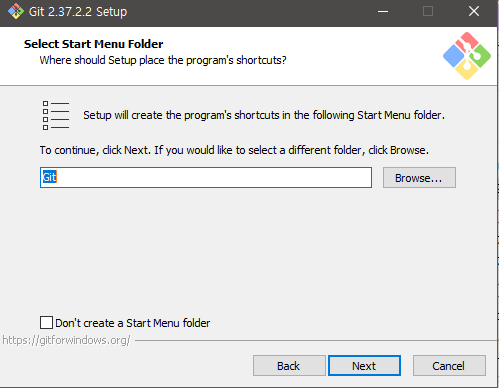 Git 2.37.2.2 Setup
Select Start Menu Folder
Where should Setup place the program's shortcuts?
Setup will create the program's shortcuts in the following Start Menu folder.
To continue, click Next. If you would like to select a different folder, click Browse.
Git
Browse...
Don't create a Start Menu folder
https://gitforwindows.org/
Back
Next
Cancel